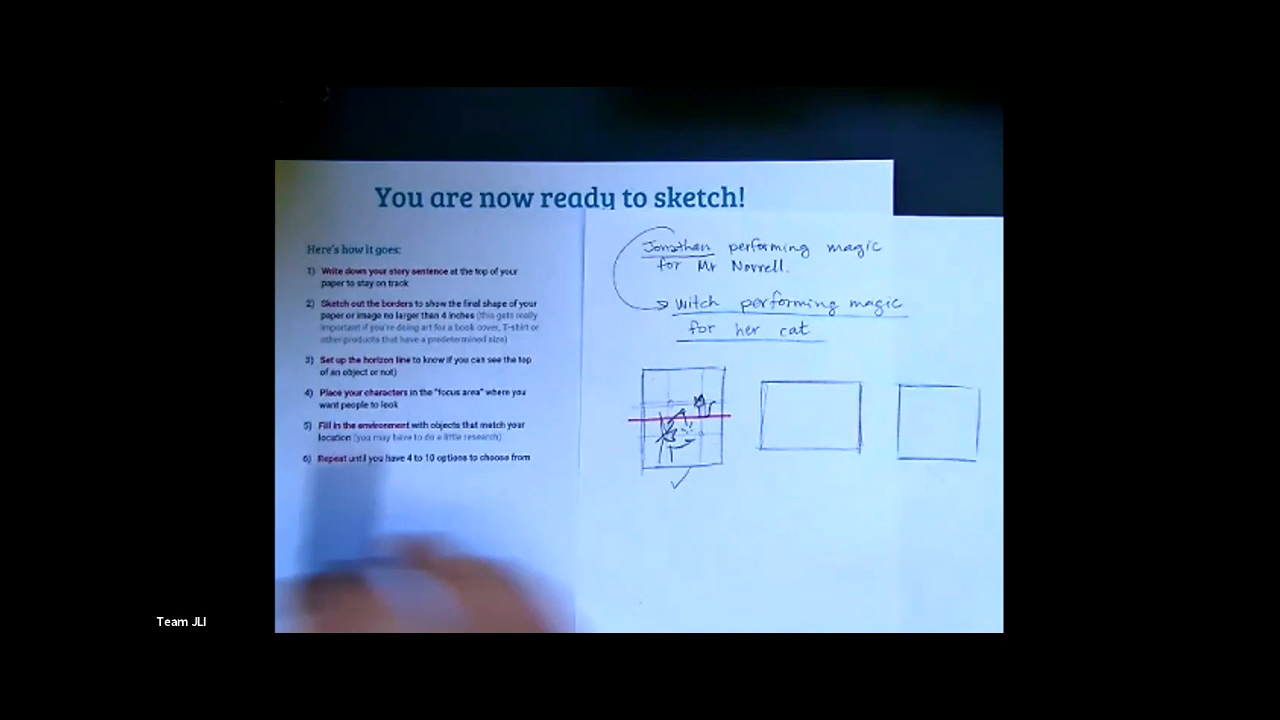 You are now ready to sketch!
Here's how it goes:
1) Write down your story sentence at the top of your
paper to stay on track
2) Sketch out the borders to show the final shape of your
paper or image no larger than 4 inches (this gets really
important if you're doing art for a book cover, T-shirt or
other products that have a predetermined size)
3) Set up the horizon line to know if you can see the top
of an object or not)
4) Place your characters in the "focus area" where you
want people to look
5) Fill in the environment with objects that match your
location (you may have to do a little research)
6) Repeat until you have 4 to 10 options to choose from
Jonathan performing magic
for Mr Norrell.
witch performing magic
for her cat
Team JLI